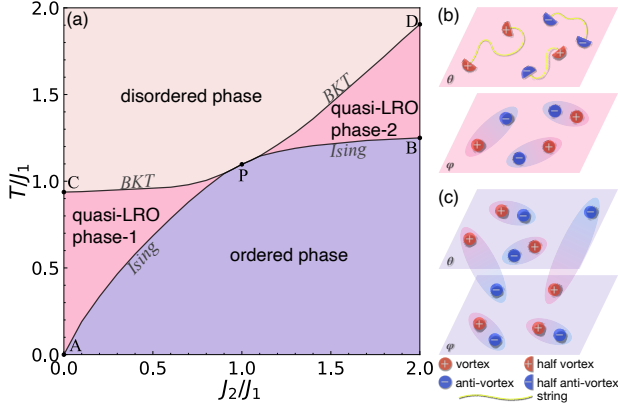 (a)
2.0
1.5
1.0
0.5
0.0
T/J₁
0.0
0.5
1.0
1.5
2.0
J₂/J₁
disordered phase
quasi-LRO
phase-2
quasi-LRO
phase-1
ordered phase
BKT
BKT
Ising
Ising
A
B
C
D
P
(b)
θ
φ
(c)
θ
φ
vortex
half vortex
anti-vortex
half anti-vortex
string